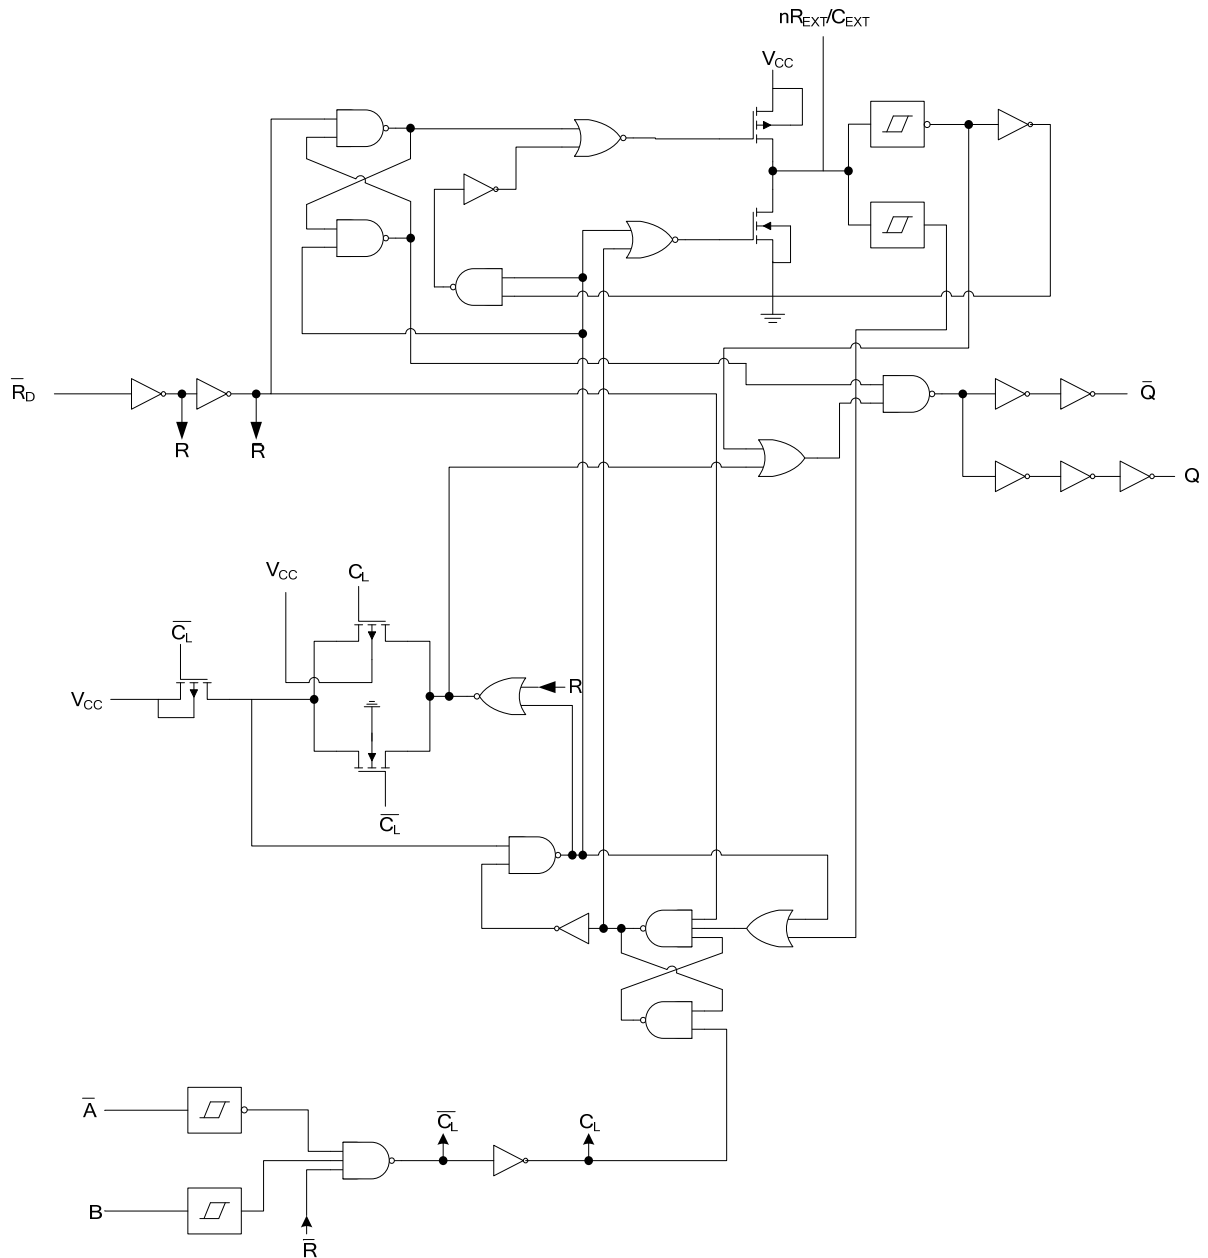 nR_EXT/C_EXT
V_CC
R̅_D
R
R̅
Q̅
Q
V_CC
C_L
C̅_L̅
V_CC
R
C̅_L̅
A̅
C̅_L̅
C_L
B
R̅